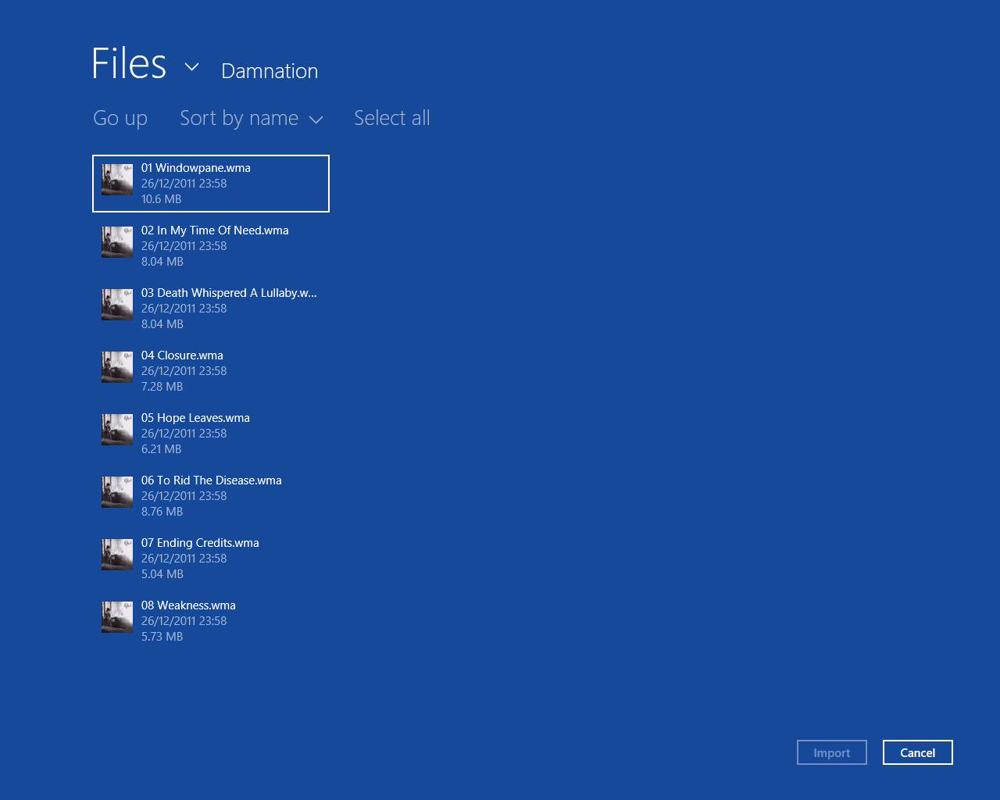 Files Damnation
Go up Sort by name Select all
01 Windowpane.wma
26/12/2011 23:58
10.6 MB
02 In My Time Of Need.wma
26/12/2011 23:58
8.04 MB
03 Death Whispered A Lullaby.w...
26/12/2011 23:58
8.04 MB
04 Closure.wma
26/12/2011 23:58
7.28 MB
05 Hope Leaves.wma
26/12/2011 23:58
6.21 MB
06 To Rid The Disease.wma
26/12/2011 23:58
8.76 MB
07 Ending Credits.wma
26/12/2011 23:58
5.04 MB
08 Weakness.wma
26/12/2011 23:58
5.73 MB
Import Cancel